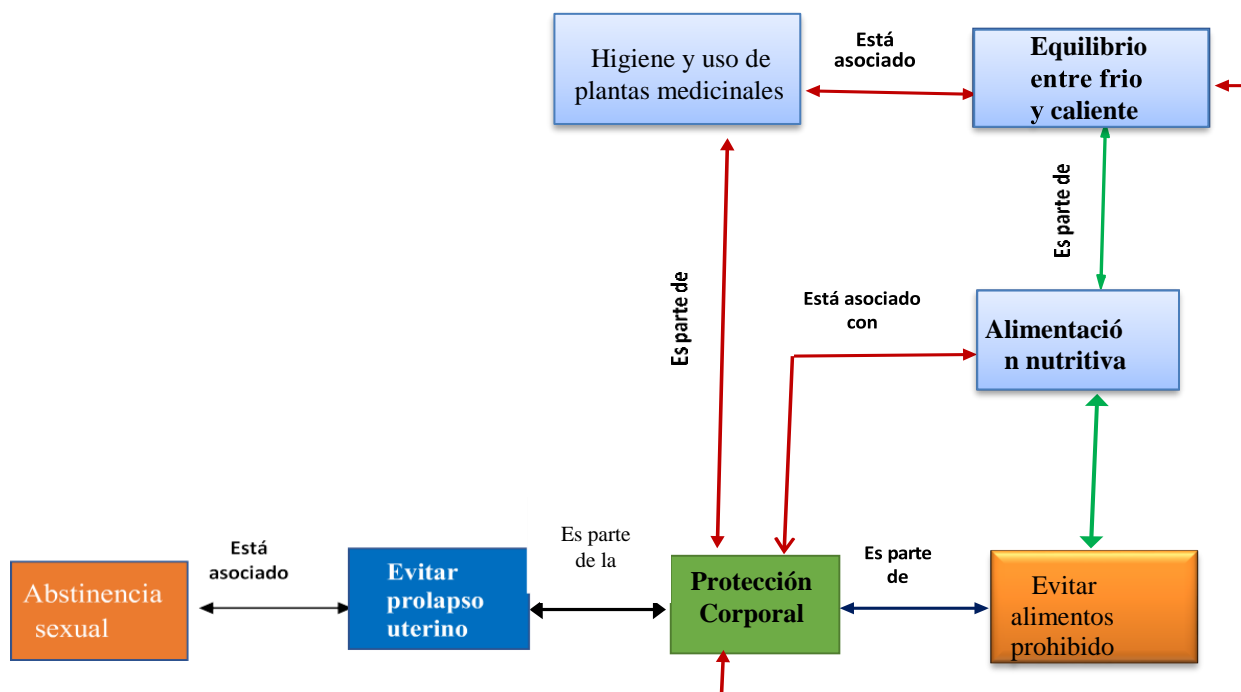 Higiene y uso de
plantas medicinales
Está
asociado
Equilibrio
entre frio
y caliente
Es parte de
Es parte de
Está asociado
con
Alimentació
n nutritiva
Abstinencia
sexual
Está
asociado
Evitar
prolapso
uterino
Es parte
de la
Protección
Corporal
Es parte
de
Evitar
alimentos
prohibido